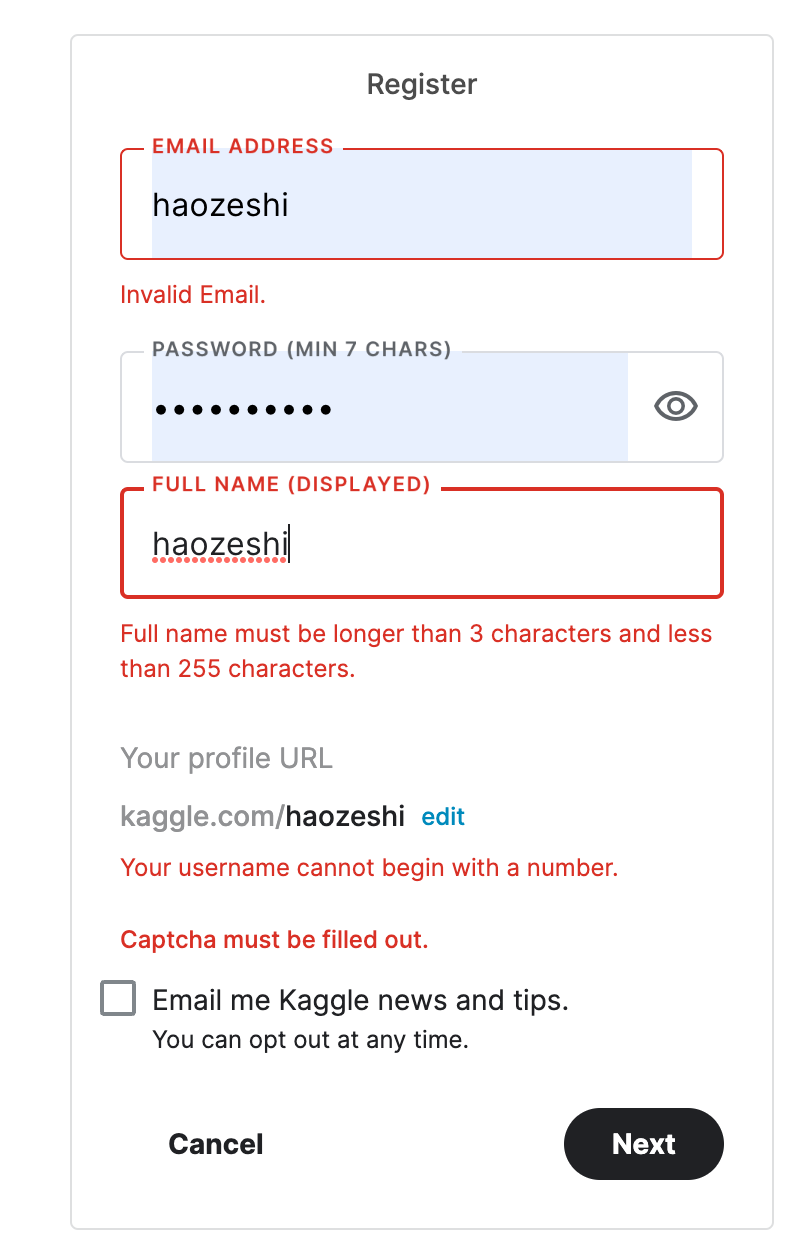 Register
EMAIL ADDRESS
haozeshi
Invalid Email.
PASSWORD (MIN 7 CHARS)
••••••••••
FULL NAME (DISPLAYED)
haozeshi
Full name must be longer than 3 characters and less
than 255 characters.
Your profile URL
kaggle.com/haozeshi edit
Your username cannot begin with a number.
Captcha must be filled out.
Email me Kaggle news and tips.
You can opt out at any time.
Cancel Next